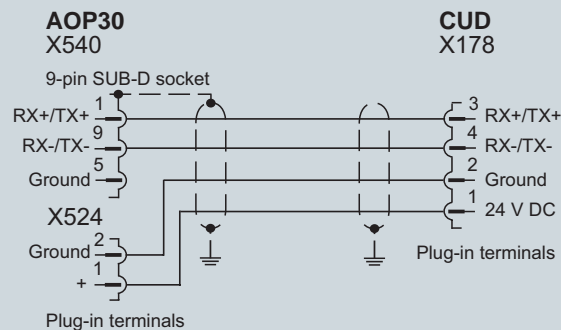 AOP30
X540
9-pin SUB-D socket
1
RX+/TX+
9
RX-/TX-
5
Ground
X524
2
Ground
1
+
Plug-in terminals
CUD
X178
3
RX+/TX+
4
RX-/TX-
2
Ground
1
24 V DC
Plug-in terminals